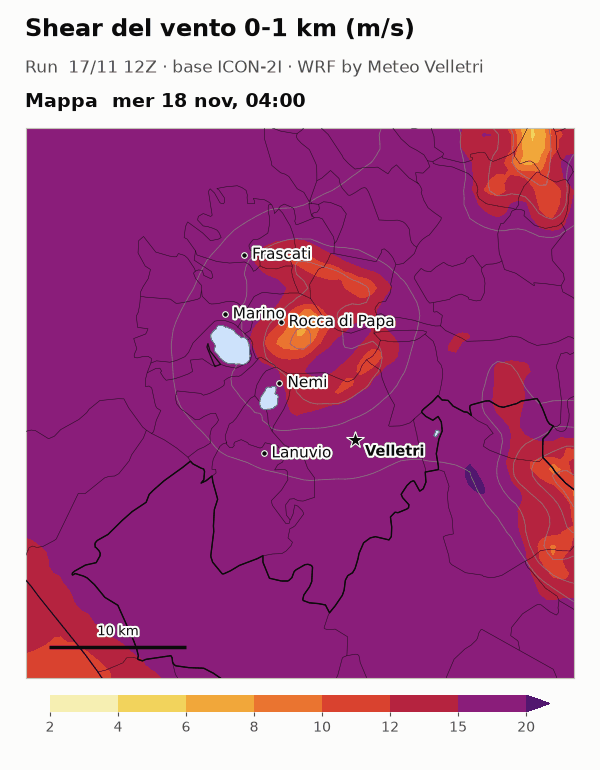 Shear del vento 0-1 km (m/s)
Run  17/11 12Z · base ICON-2I · WRF by Meteo Velletri
Mappa  mer 18 nov, 04:00
Frascati
Marino
Rocca di Papa
Nemi
Velletri
Lanuvio
10 km
2 4 6 8 10 12 15 20